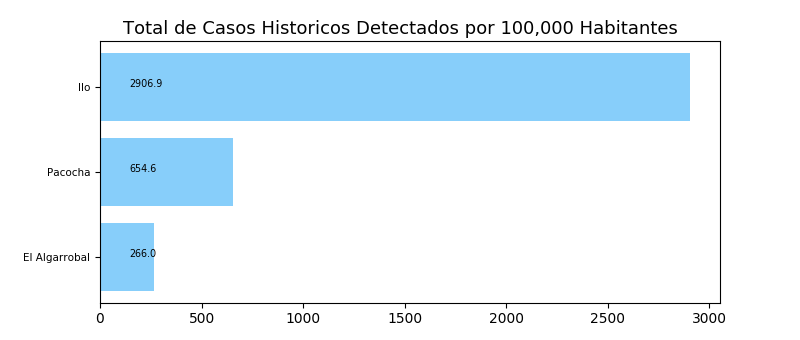 Total de Casos Historicos Detectados por 100,000 Habitantes
Ilo
2906.9
Pacocha
654.6
El Algarrobal
266.0
0 500 1000 1500 2000 2500 3000